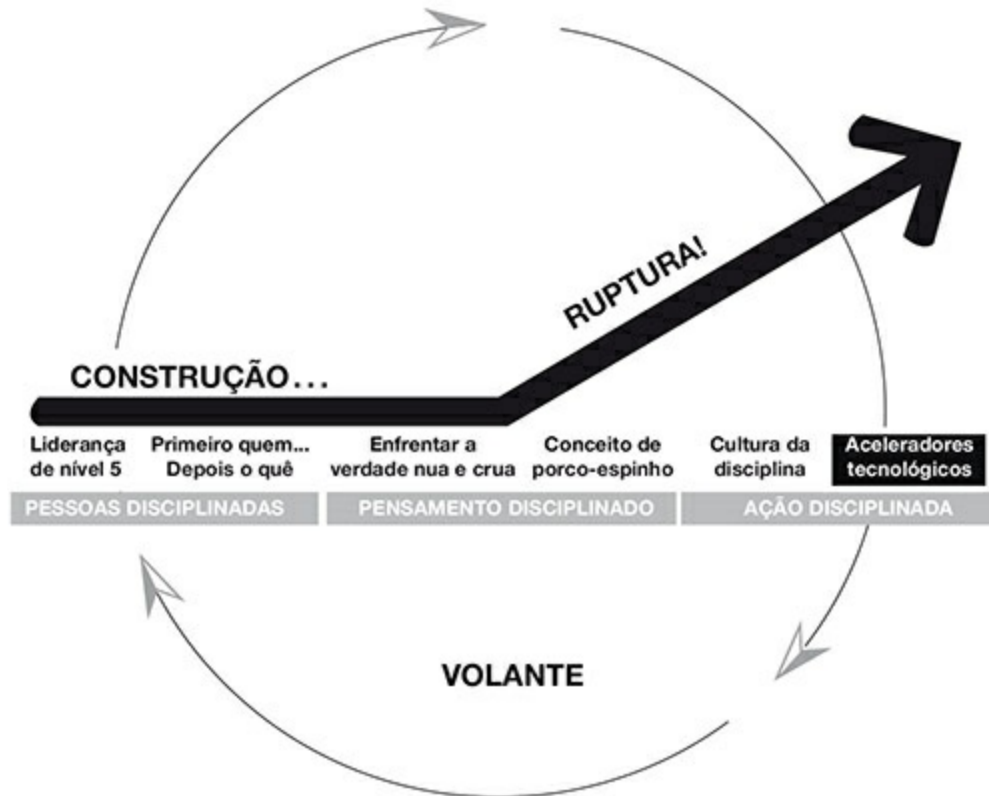 RUPTURA!
CONSTRUÇÃO...
Liderança
de nível 5
Primeiro quem...
Depois o quê
Enfrentar a
verdade nua e crua
Conceito de
porco-espinho
Cultura da
disciplina
Aceleradores
tecnológicos
PESSOAS DISCIPLINADAS
PENSAMENTO DISCIPLINADO
AÇÃO DISCIPLINADA
VOLANTE